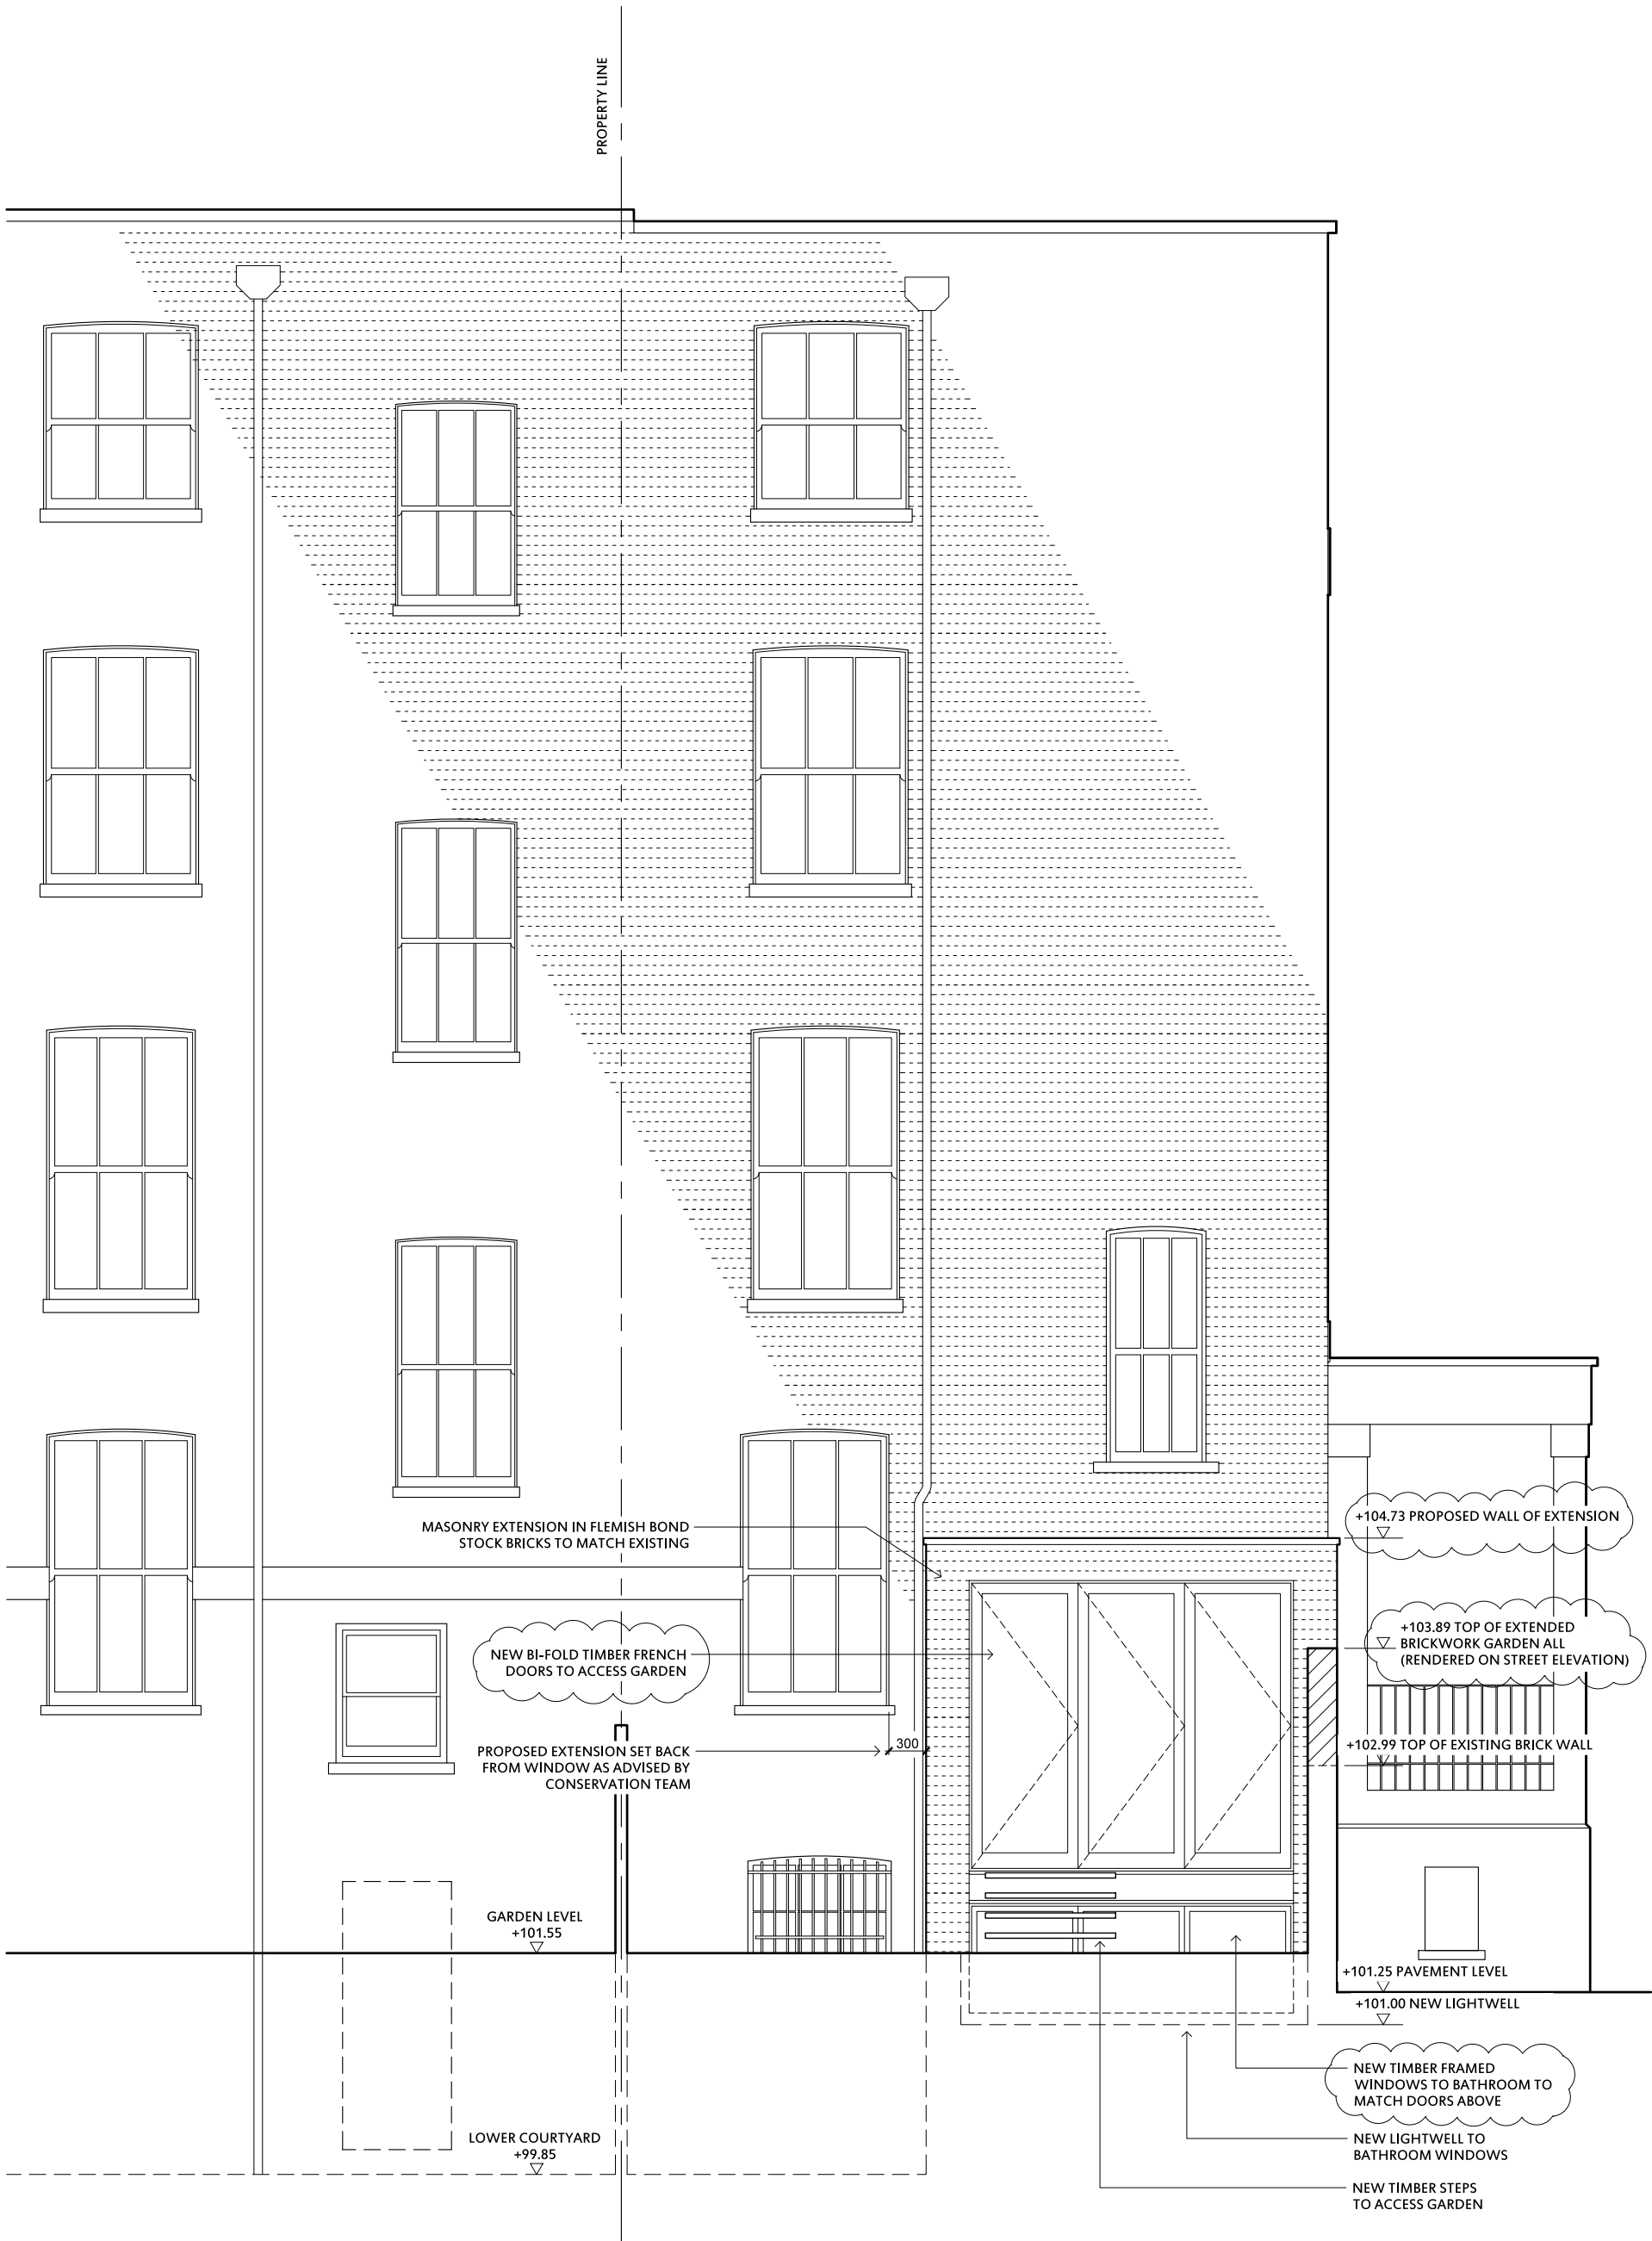 PROPERTY LINE
MASONRY EXTENSION IN FLEMISH BOND
STOCK BRICKS TO MATCH EXISTING
+104.73 PROPOSED WALL OF EXTENSION
NEW BI-FOLD TIMBER FRENCH
DOORS TO ACCESS GARDEN
+103.89 TOP OF EXTENDED
BRICKWORK GARDEN ALL
(RENDERED ON STREET ELEVATION)
PROPOSED EXTENSION SET BACK
FROM WINDOW AS ADVISED BY
CONSERVATION TEAM
300
+102.99 TOP OF EXISTING BRICK WALL
GARDEN LEVEL
+101.55
+101.25 PAVEMENT LEVEL
+101.00 NEW LIGHTWELL
NEW TIMBER FRAMED
WINDOWS TO BATHROOM TO
MATCH DOORS ABOVE
LOWER COURTYARD
+99.85
NEW LIGHTWELL TO
BATHROOM WINDOWS
NEW TIMBER STEPS
TO ACCESS GARDEN